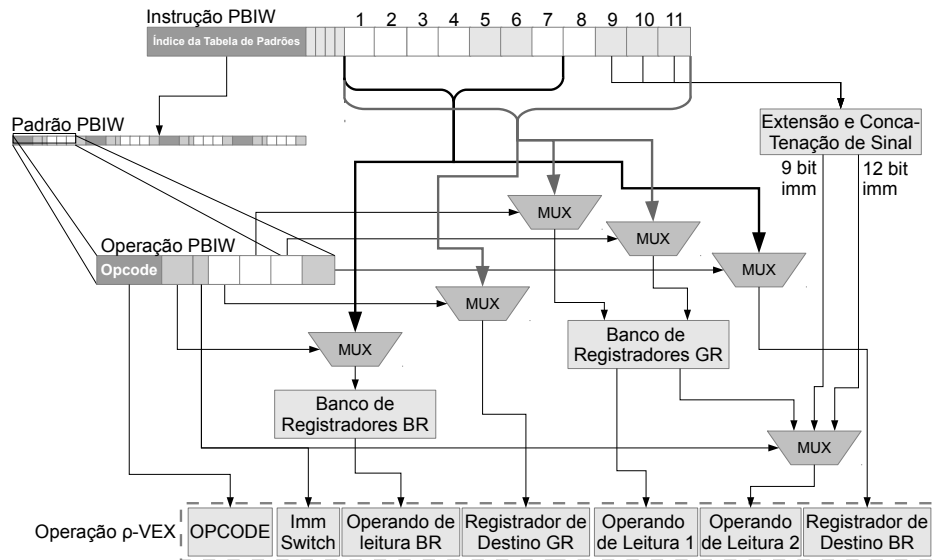 Instrução PBIW
1 2 3 4 5 6 7 8 9 10 11
Índice da Tabela de Padrões
Padrão PBIW
Extensão e Conca-
Tenação de Sinal
9 bit
imm
12 bit
imm
MUX
MUX
Operação PBIW
Opcode
MUX
MUX
MUX
Banco de
Registradores GR
Banco de
Registradores BR
MUX
Operação ρ-VEX
OPCODE
Imm
Switch
Operando de
leitura BR
Registrador de
Destino GR
Operando
de Leitura 1
Operando
de Leitura 2
Registrador de
Destino BR